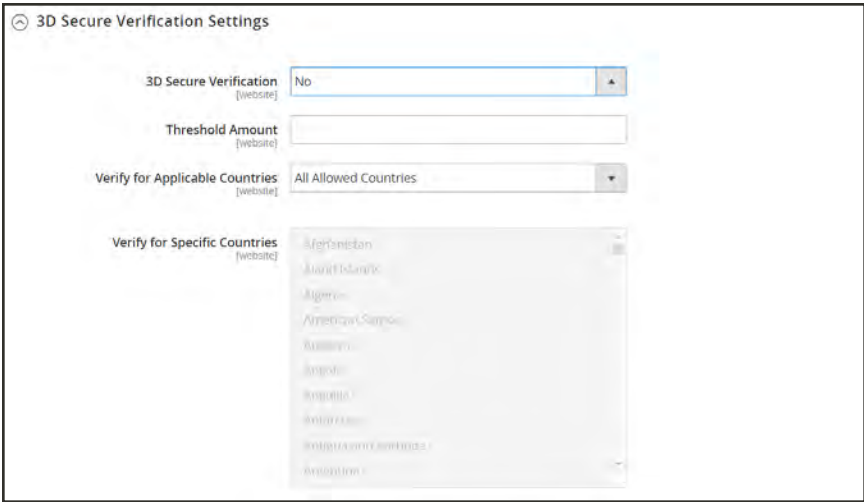 3D Secure Verification Settings
3D Secure Verification No
[website]
Threshold Amount
[website]
Verify for Applicable Countries All Allowed Countries
[website]
Verify for Specific Countries
[website]
Afghanistan
Åland Islands
Algeria
American Samoa
Andorra
Angola
Anguilla
Antarctica
Antigua and Barbuda
Argentina